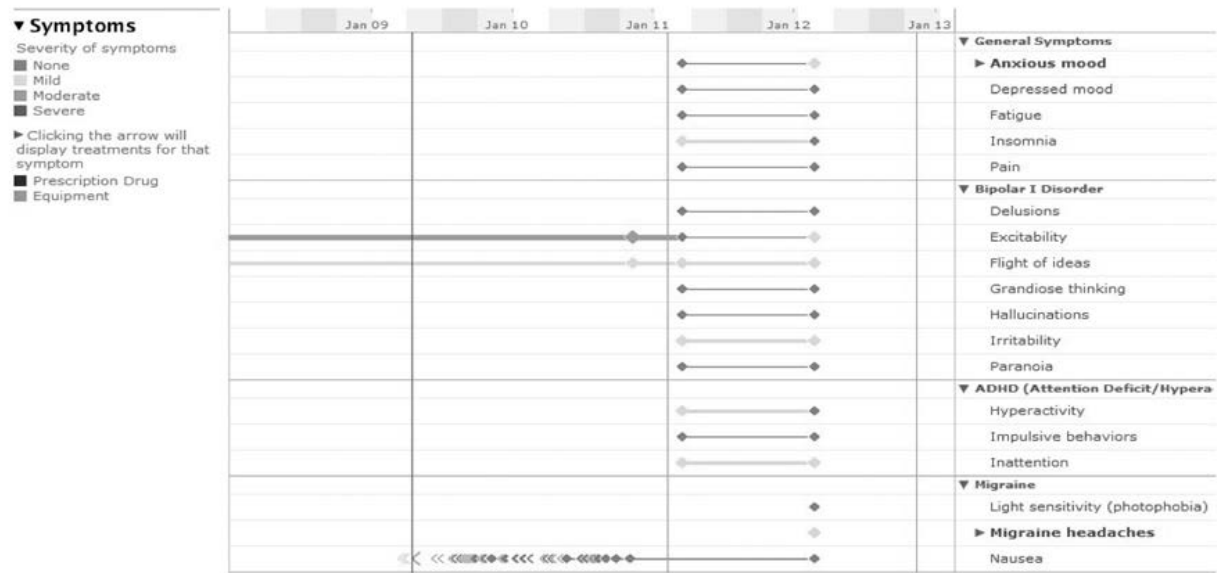 ▼ Symptoms
Severity of symptoms
None
Mild
Moderate
Severe
► Clicking the arrow will
display treatments for that
symptom
Prescription Drug
Equipment
Jan 09 Jan 10 Jan 11 Jan 12 Jan 13
▼ General Symptoms
► Anxious mood
Depressed mood
Fatigue
Insomnia
Pain
▼ Bipolar I Disorder
Delusions
Excitability
Flight of ideas
Grandiose thinking
Hallucinations
Irritability
Paranoia
▼ ADHD (Attention Deficit/Hypera
Hyperactivity
Impulsive behaviors
Inattention
▼ Migraine
Light sensitivity (photophobia)
► Migraine headaches
Nausea